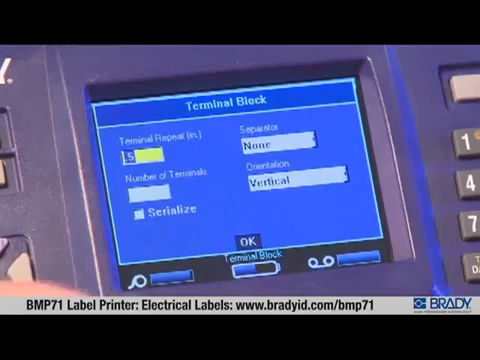 Y
Terminal Block
Terminal Repeat (in.)
.5
Separator
None
Number of Terminals
Orientation
Vertical
Serialize
OK
Terminal Block
1
4
7
BMP71 Label Printer: Electrical Labels: www.bradyid.com/bmp71
BRADY